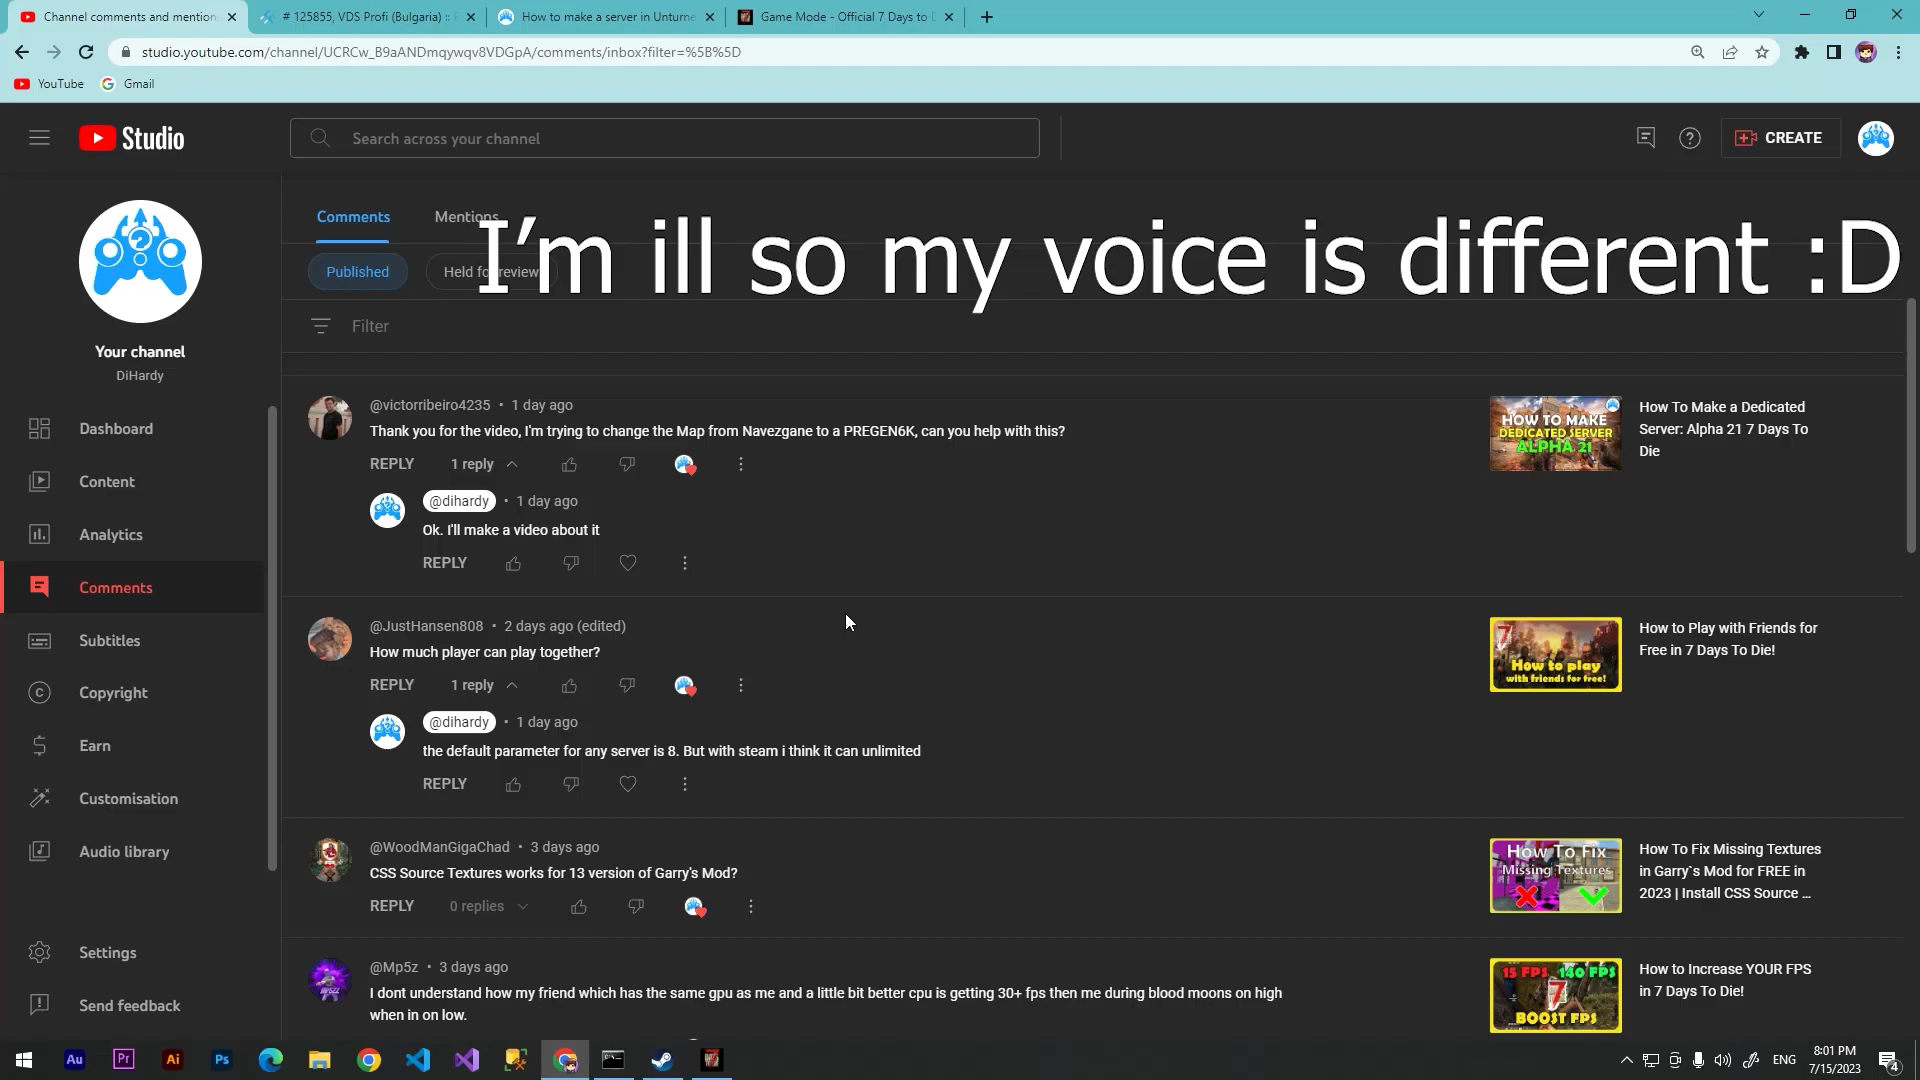 Channel comments and mention
# 125855, VDS Profi (Bulgaria) ::
How to make a server in Unturne
Game Mode - Official 7 Days to D
studio.youtube.com/channel/UCRCw_B9aANDmqywqv8VDGpA/comments/inbox?filter=%5B%5D
YouTube
Gmail
Studio
Search across your channel
CREATE
Your channel
DiHardy
Dashboard
Content
Analytics
Comments
Subtitles
Copyright
Earn
Customisation
Audio library
Settings
Send feedback
Comments
Mentions
I’m ill so my voice is different :D
Published
Held for review
Filter
@victorribeiro4235 • 1 day ago
Thank you for the video, I'm trying to change the Map from Navezgane to a PREGEN6K, can you help with this?
REPLY 1 reply
HOW TO MAKE
DEDICATED SERVER
ALPHA 21
How To Make a Dedicated
Server: Alpha 21 7 Days To
Die
@dihardy • 1 day ago
Ok. I'll make a video about it
REPLY
@JustHansen808 • 2 days ago (edited)
How much player can play together?
REPLY 1 reply
7
How to play
with friends for free!
How to Play with Friends for
Free in 7 Days To Die!
@dihardy • 1 day ago
the default parameter for any server is 8. But with steam i think it can unlimited
REPLY
@WoodManGigaChad • 3 days ago
CSS Source Textures works for 13 version of Garry's Mod?
REPLY 0 replies
How To Fix
Missing Textures
How To Fix Missing Textures
in Garry`s Mod for FREE in
2023 | Install CSS Source ...
@Mp5z • 3 days ago
I dont understand how my friend which has the same gpu as me and a little bit better cpu is getting 30+ fps then me during blood moons on high
when in on low.
15 FPS 140 FPS
7
BOOST FPS
How to Increase YOUR FPS
in 7 Days To Die!
Au
Pr
Ai
Ps
ENG
8:01 PM
7/15/2023
4